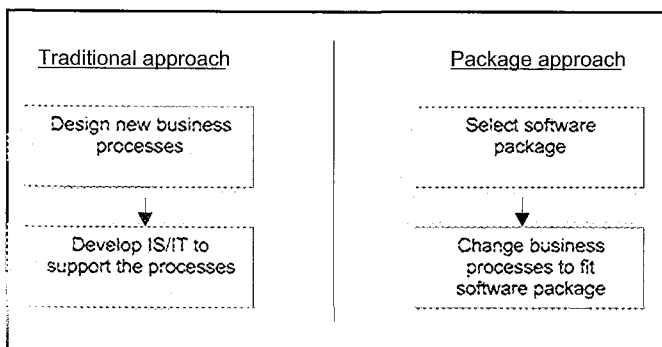 Traditional approach
Design new business
processes
Develop IS/IT to
support the processes
Package approach
Select software
package
Change business
processes to fit
software package